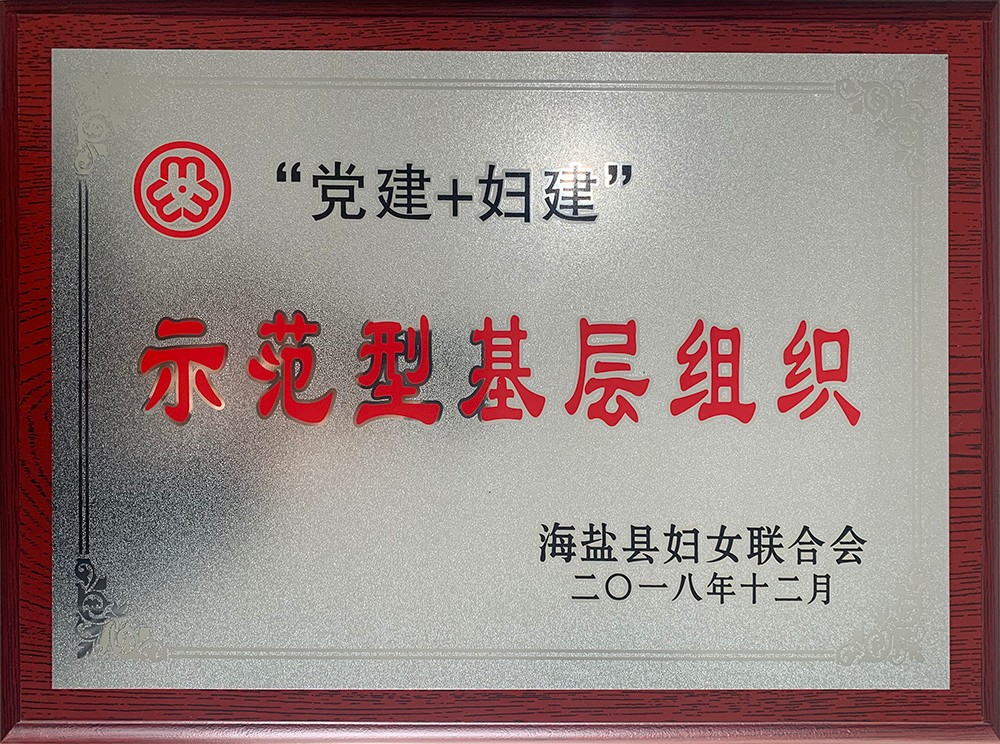 “党建+妇建”
示范型基层组织
海盐县妇女联合会
二〇一八年十二月